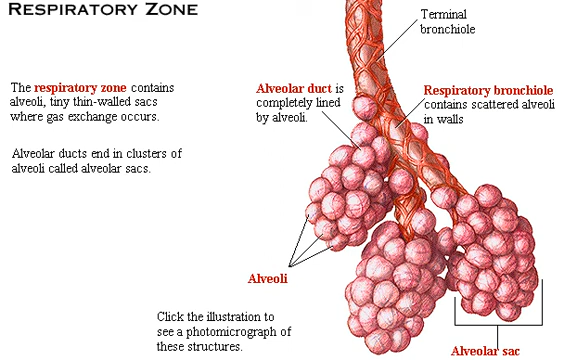 RESPIRATORY ZONE
Terminal
bronchiole
The respiratory zone contains
alveoli, tiny thin-walled sacs
where gas exchange occurs.
Alveolar duct is
completely lined
by alveoli.
Respiratory bronchiole
contains scattered alveoli
in walls
Alveolar ducts end in clusters of
alveoli called alveolar sacs.
Alveoli
Click the illustration to
see a photomicrograph of
these structures.
Alveolar sac